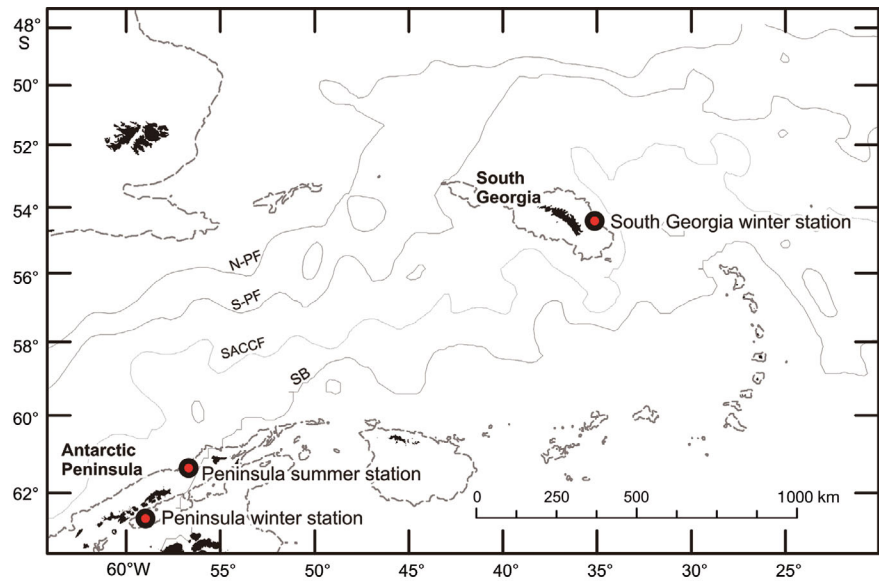 48°
S
50°
52°
54°
56°
58°
60°
62°
South
Georgia
South Georgia winter station
N-PF
S-PF
SACCF
SB
Antarctic
Peninsula
Peninsula summer station
Peninsula winter station
0 250 500 1000 km
60°W 55° 50° 45° 40° 35° 30° 25°